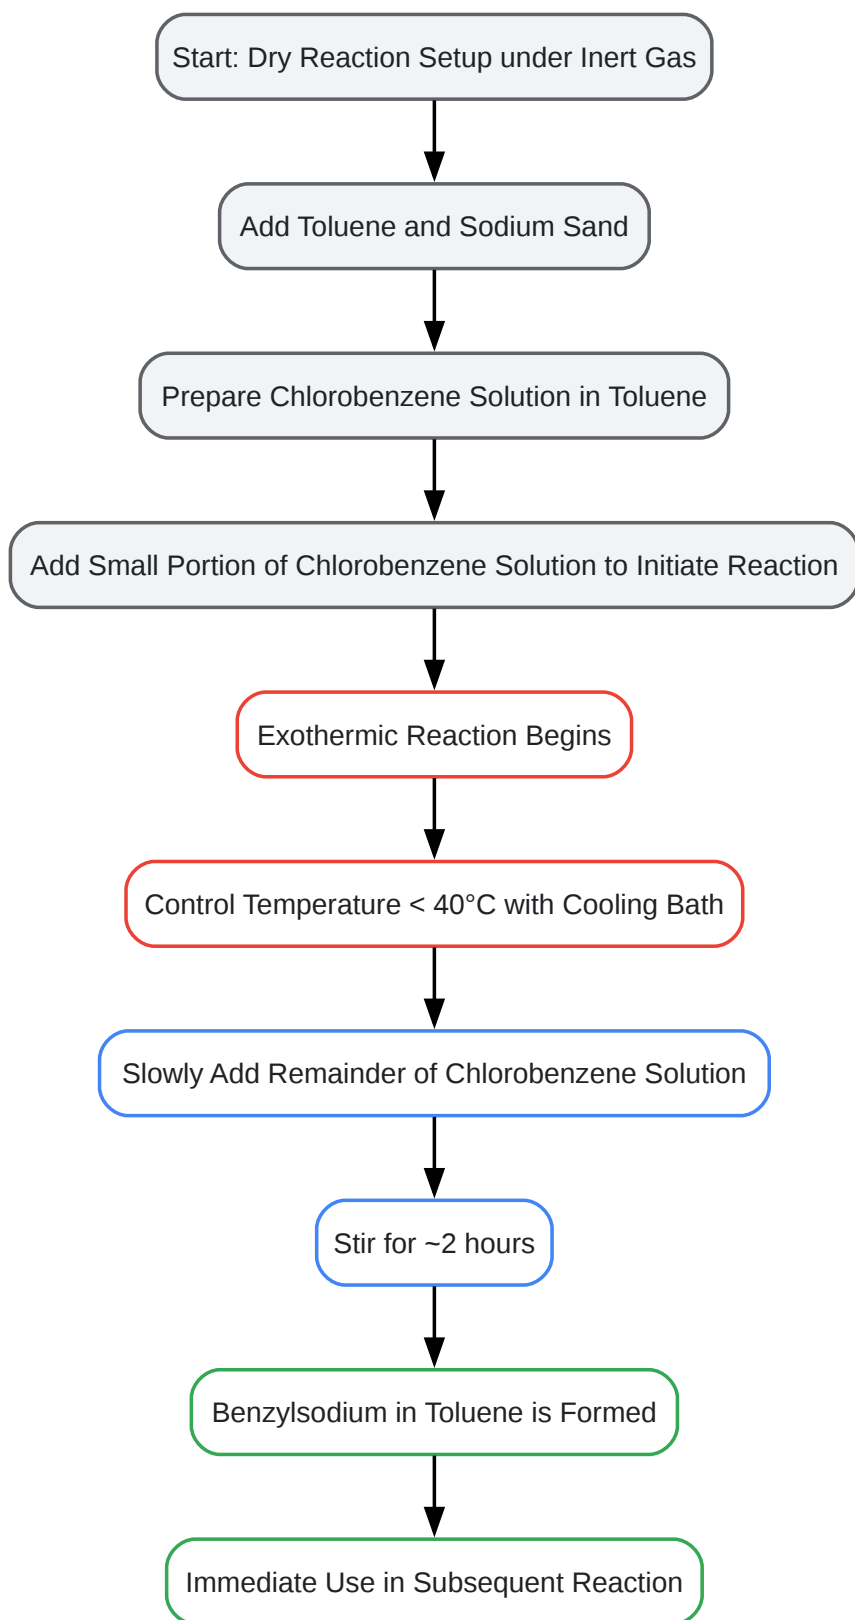 Start: Dry Reaction Setup under Inert Gas
Add Toluene and Sodium Sand
Prepare Chlorobenzene Solution in Toluene
Add Small Portion of Chlorobenzene Solution to Initiate Reaction
Exothermic Reaction Begins
Control Temperature < 40°C with Cooling Bath
Slowly Add Remainder of Chlorobenzene Solution
Stir for ~2 hours
Benzylsodium in Toluene is Formed
Immediate Use in Subsequent Reaction